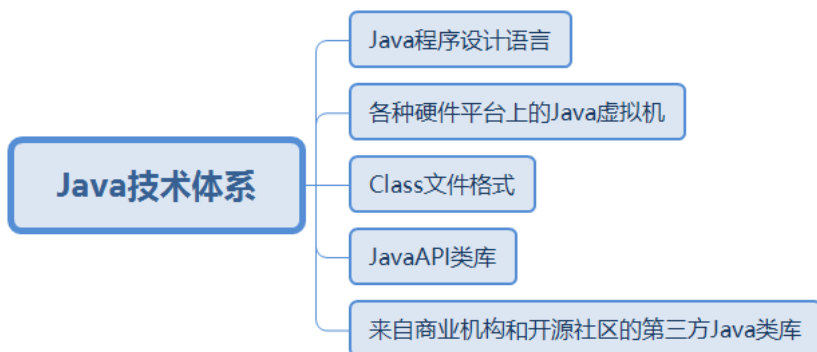 Java技术体系
Java程序设计语言
各种硬件平台上的Java虚拟机
Class文件格式
JavaAPI类库
来自商业机构和开源社区的第三方Java类库